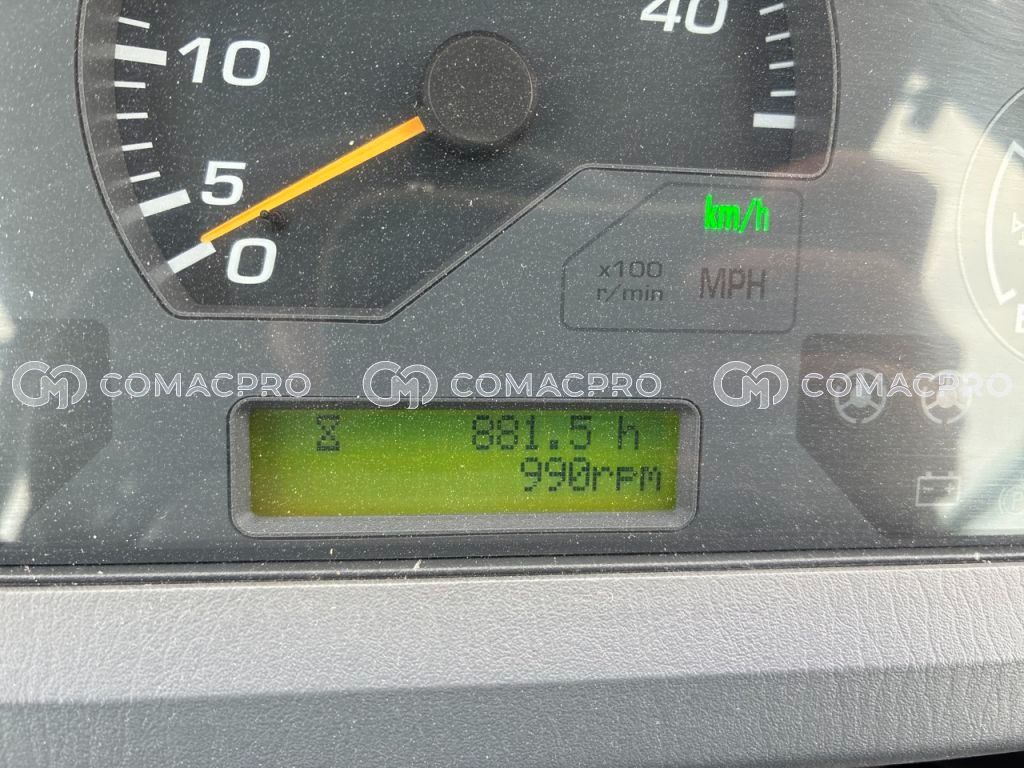 40
10
5
0
km/h
x100
r/min
MPH
COMACPRO COMACPRO COMACPRO
881.5 h
990rpm